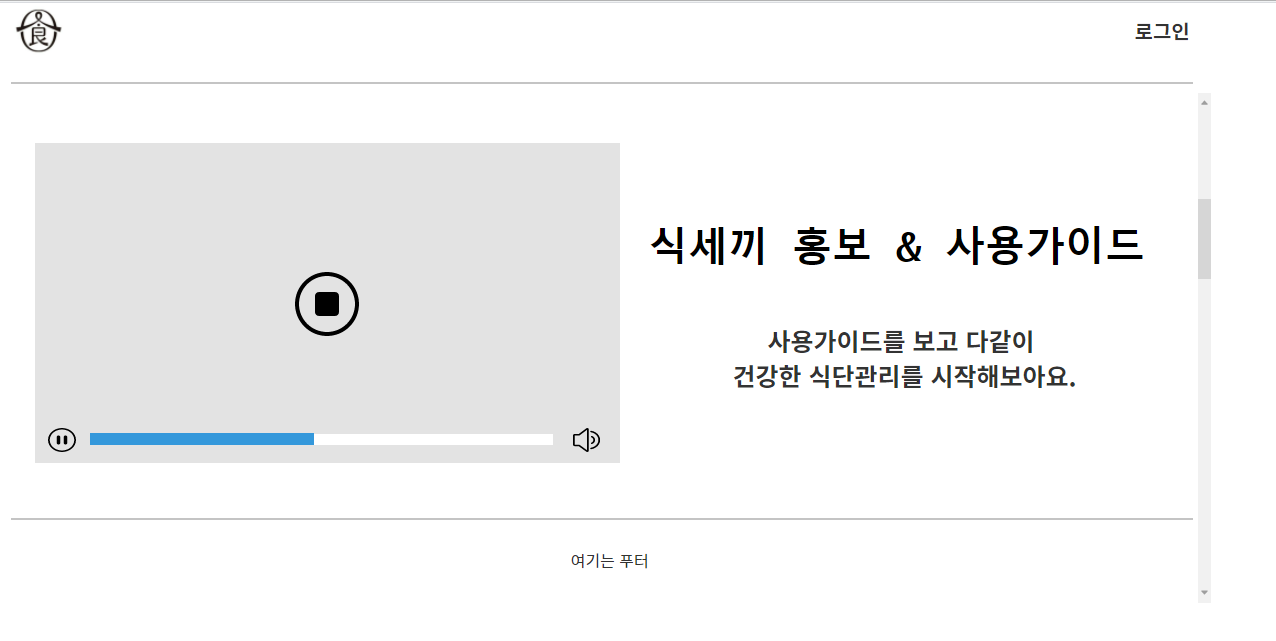 食
로그인
식세끼 홍보 & 사용가이드
사용가이드를 보고 다같이
건강한 식단관리를 시작해보아요.
여기는 푸터